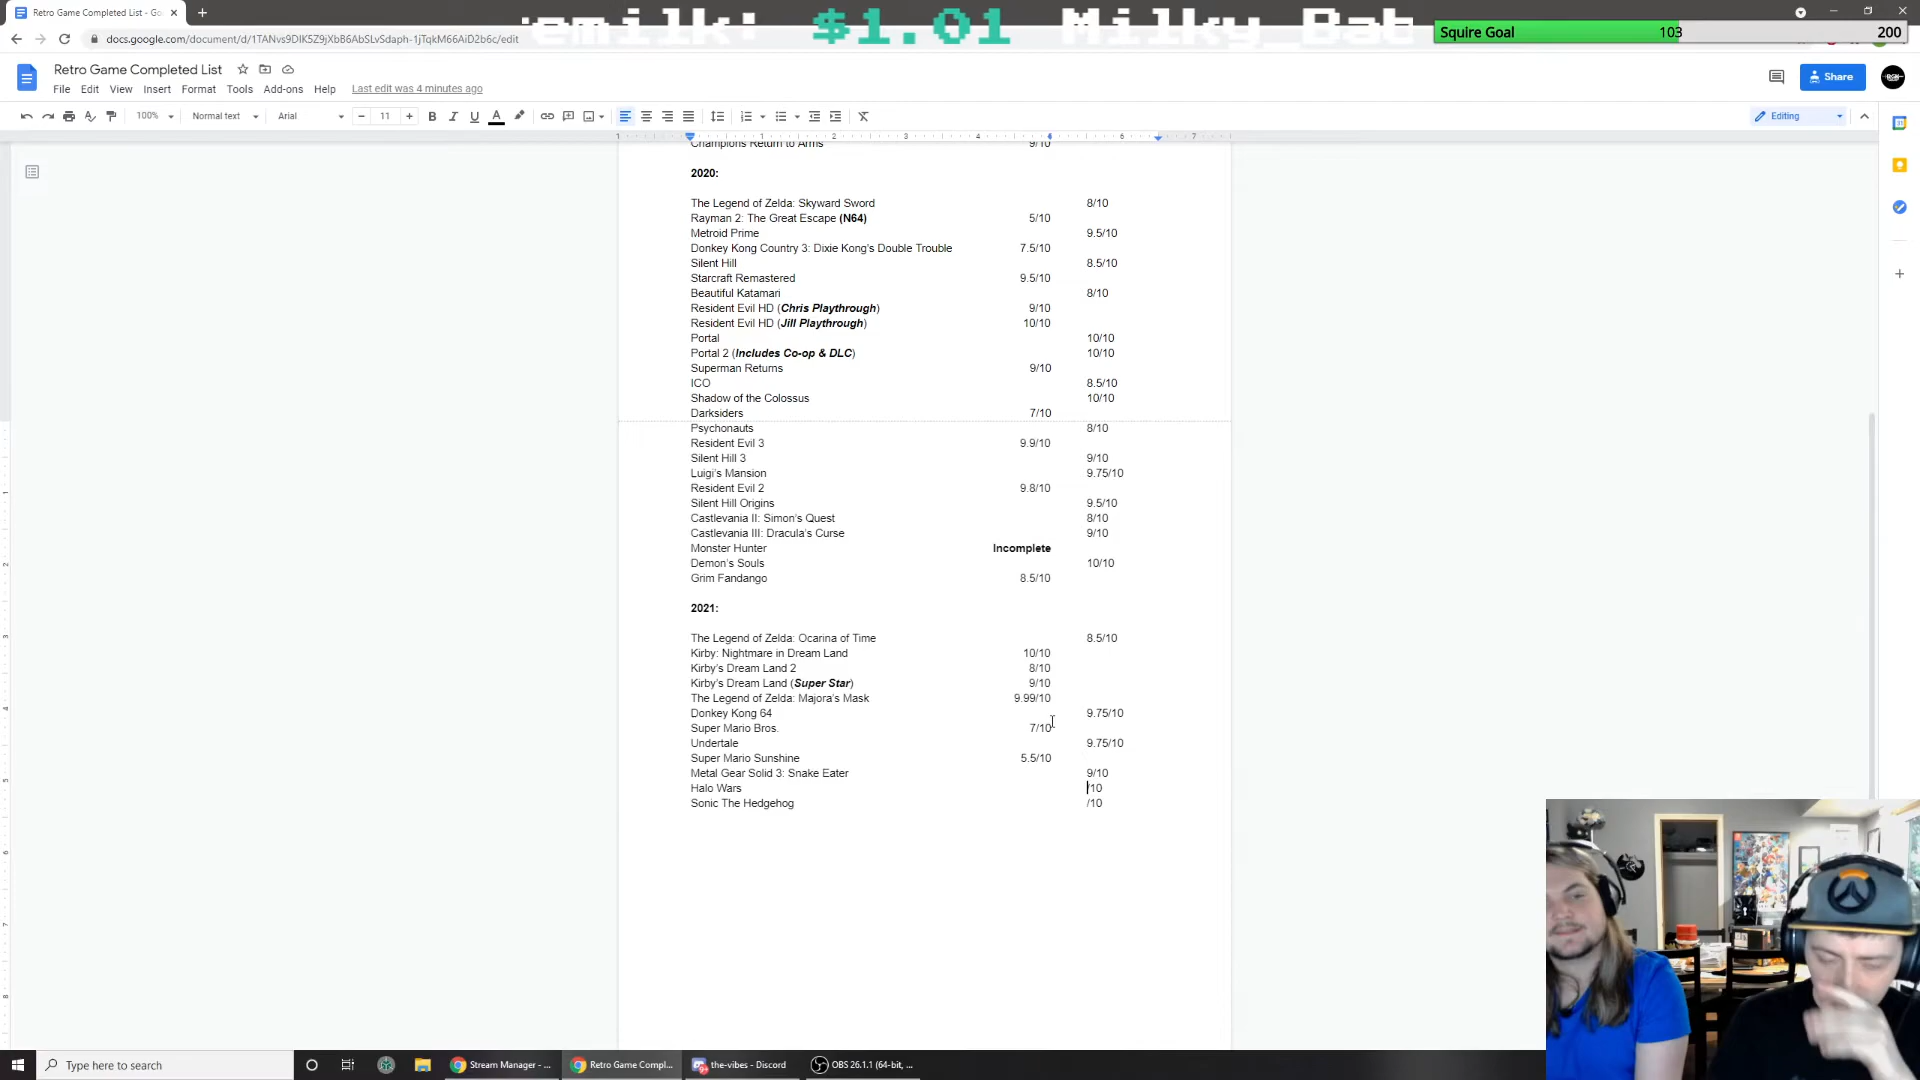 Retro Game Completed List - Go
emilk: $1.01 Milky_Bat
Squire Goal 103 200
docs.google.com/document/d/1TANvs9DIK5Z9jXbB6AbSLvSdaph-1jTqkM66AiD2b6c/edit
Retro Game Completed List
File Edit View Insert Format Tools Add-ons Help Last edit was 4 minutes ago
Share
100% Normal text Arial 11 Editing
1 1 2 3 4 5 6 7
Champions Return to Arms 9/10
2020:
The Legend of Zelda: Skyward Sword 8/10
Rayman 2: The Great Escape (N64) 5/10
Metroid Prime 9.5/10
Donkey Kong Country 3: Dixie Kong's Double Trouble 7.5/10
Silent Hill 8.5/10
Starcraft Remastered 9.5/10
Beautiful Katamari 8/10
Resident Evil HD (Chris Playthrough) 9/10
Resident Evil HD (Jill Playthrough) 10/10
Portal 10/10
Portal 2 (Includes Co-op & DLC) 10/10
Superman Returns 9/10
ICO 8.5/10
Shadow of the Colossus 10/10
Darksiders 7/10
Psychonauts 8/10
Resident Evil 3 9.9/10
Silent Hill 3 9/10
Luigi's Mansion 9.75/10
Resident Evil 2 9.8/10
Silent Hill Origins 9.5/10
Castlevania II: Simon's Quest 8/10
Castlevania III: Dracula's Curse 9/10
Monster Hunter Incomplete
Demon's Souls 10/10
Grim Fandango 8.5/10
2021:
The Legend of Zelda: Ocarina of Time 8.5/10
Kirby: Nightmare in Dream Land 10/10
Kirby's Dream Land 2 8/10
Kirby's Dream Land (Super Star) 9/10
The Legend of Zelda: Majora's Mask 9.99/10
Donkey Kong 64 9.75/10
Super Mario Bros. 7/10
Undertale 9.75/10
Super Mario Sunshine 5.5/10
Metal Gear Solid 3: Snake Eater 9/10
Halo Wars /10
Sonic The Hedgehog /10
Type here to search
Stream Manager - ...
Retro Game Compl...
the-vibes - Discord
OBS 26.1.1 (64-bit, ...